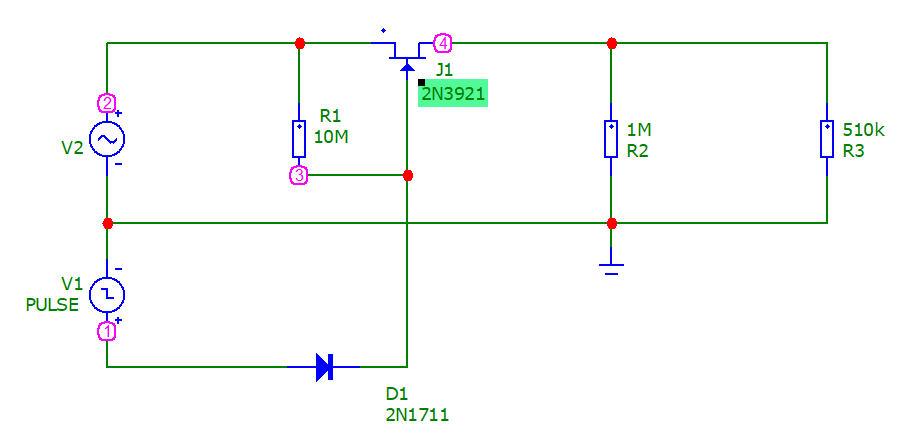 4
J1
2N3921
2
+
V2
-
R1
10M
3
1M
R2
510k
R3
-
V1
PULSE
+
1
D1
2N1711